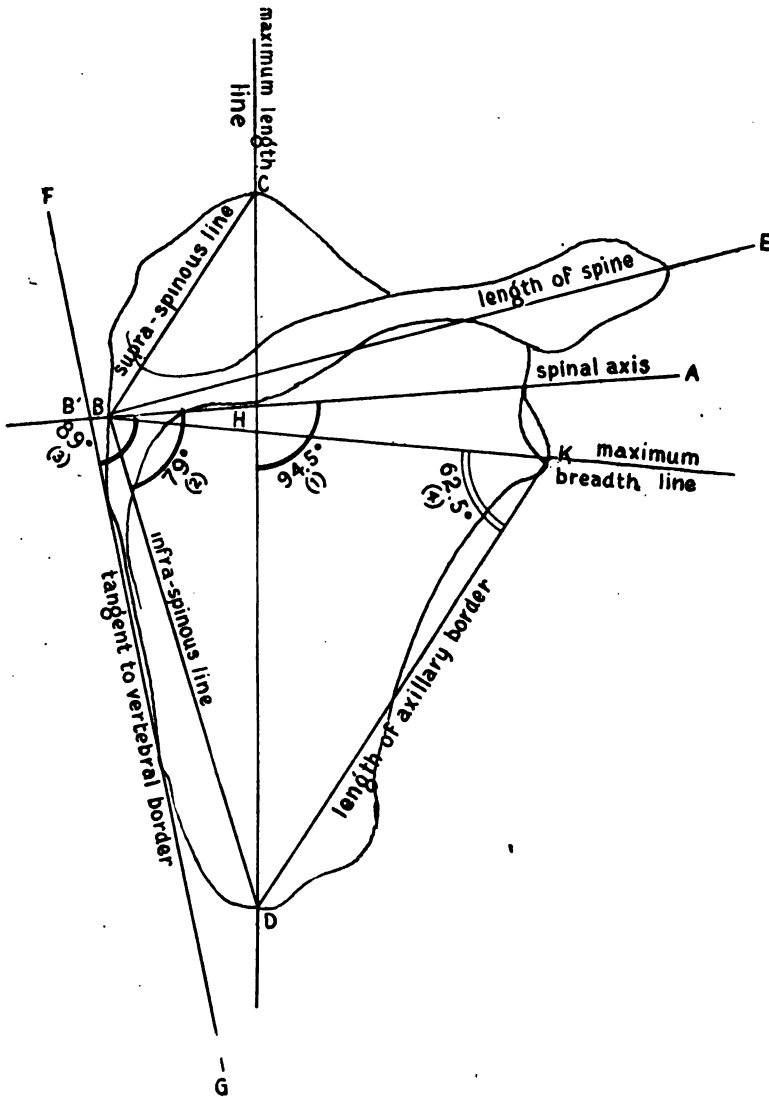 maximum length
line
C
F
E
supra-spinous line
length of spine
spinal axis
A
B'
B
H
K
maximum
breadth line
89°
(3)
79°
(2)
94.5°
(1)
62.5°
(4)
infra-spinous line
tangent to vertebral border
length of axillary border
D
G